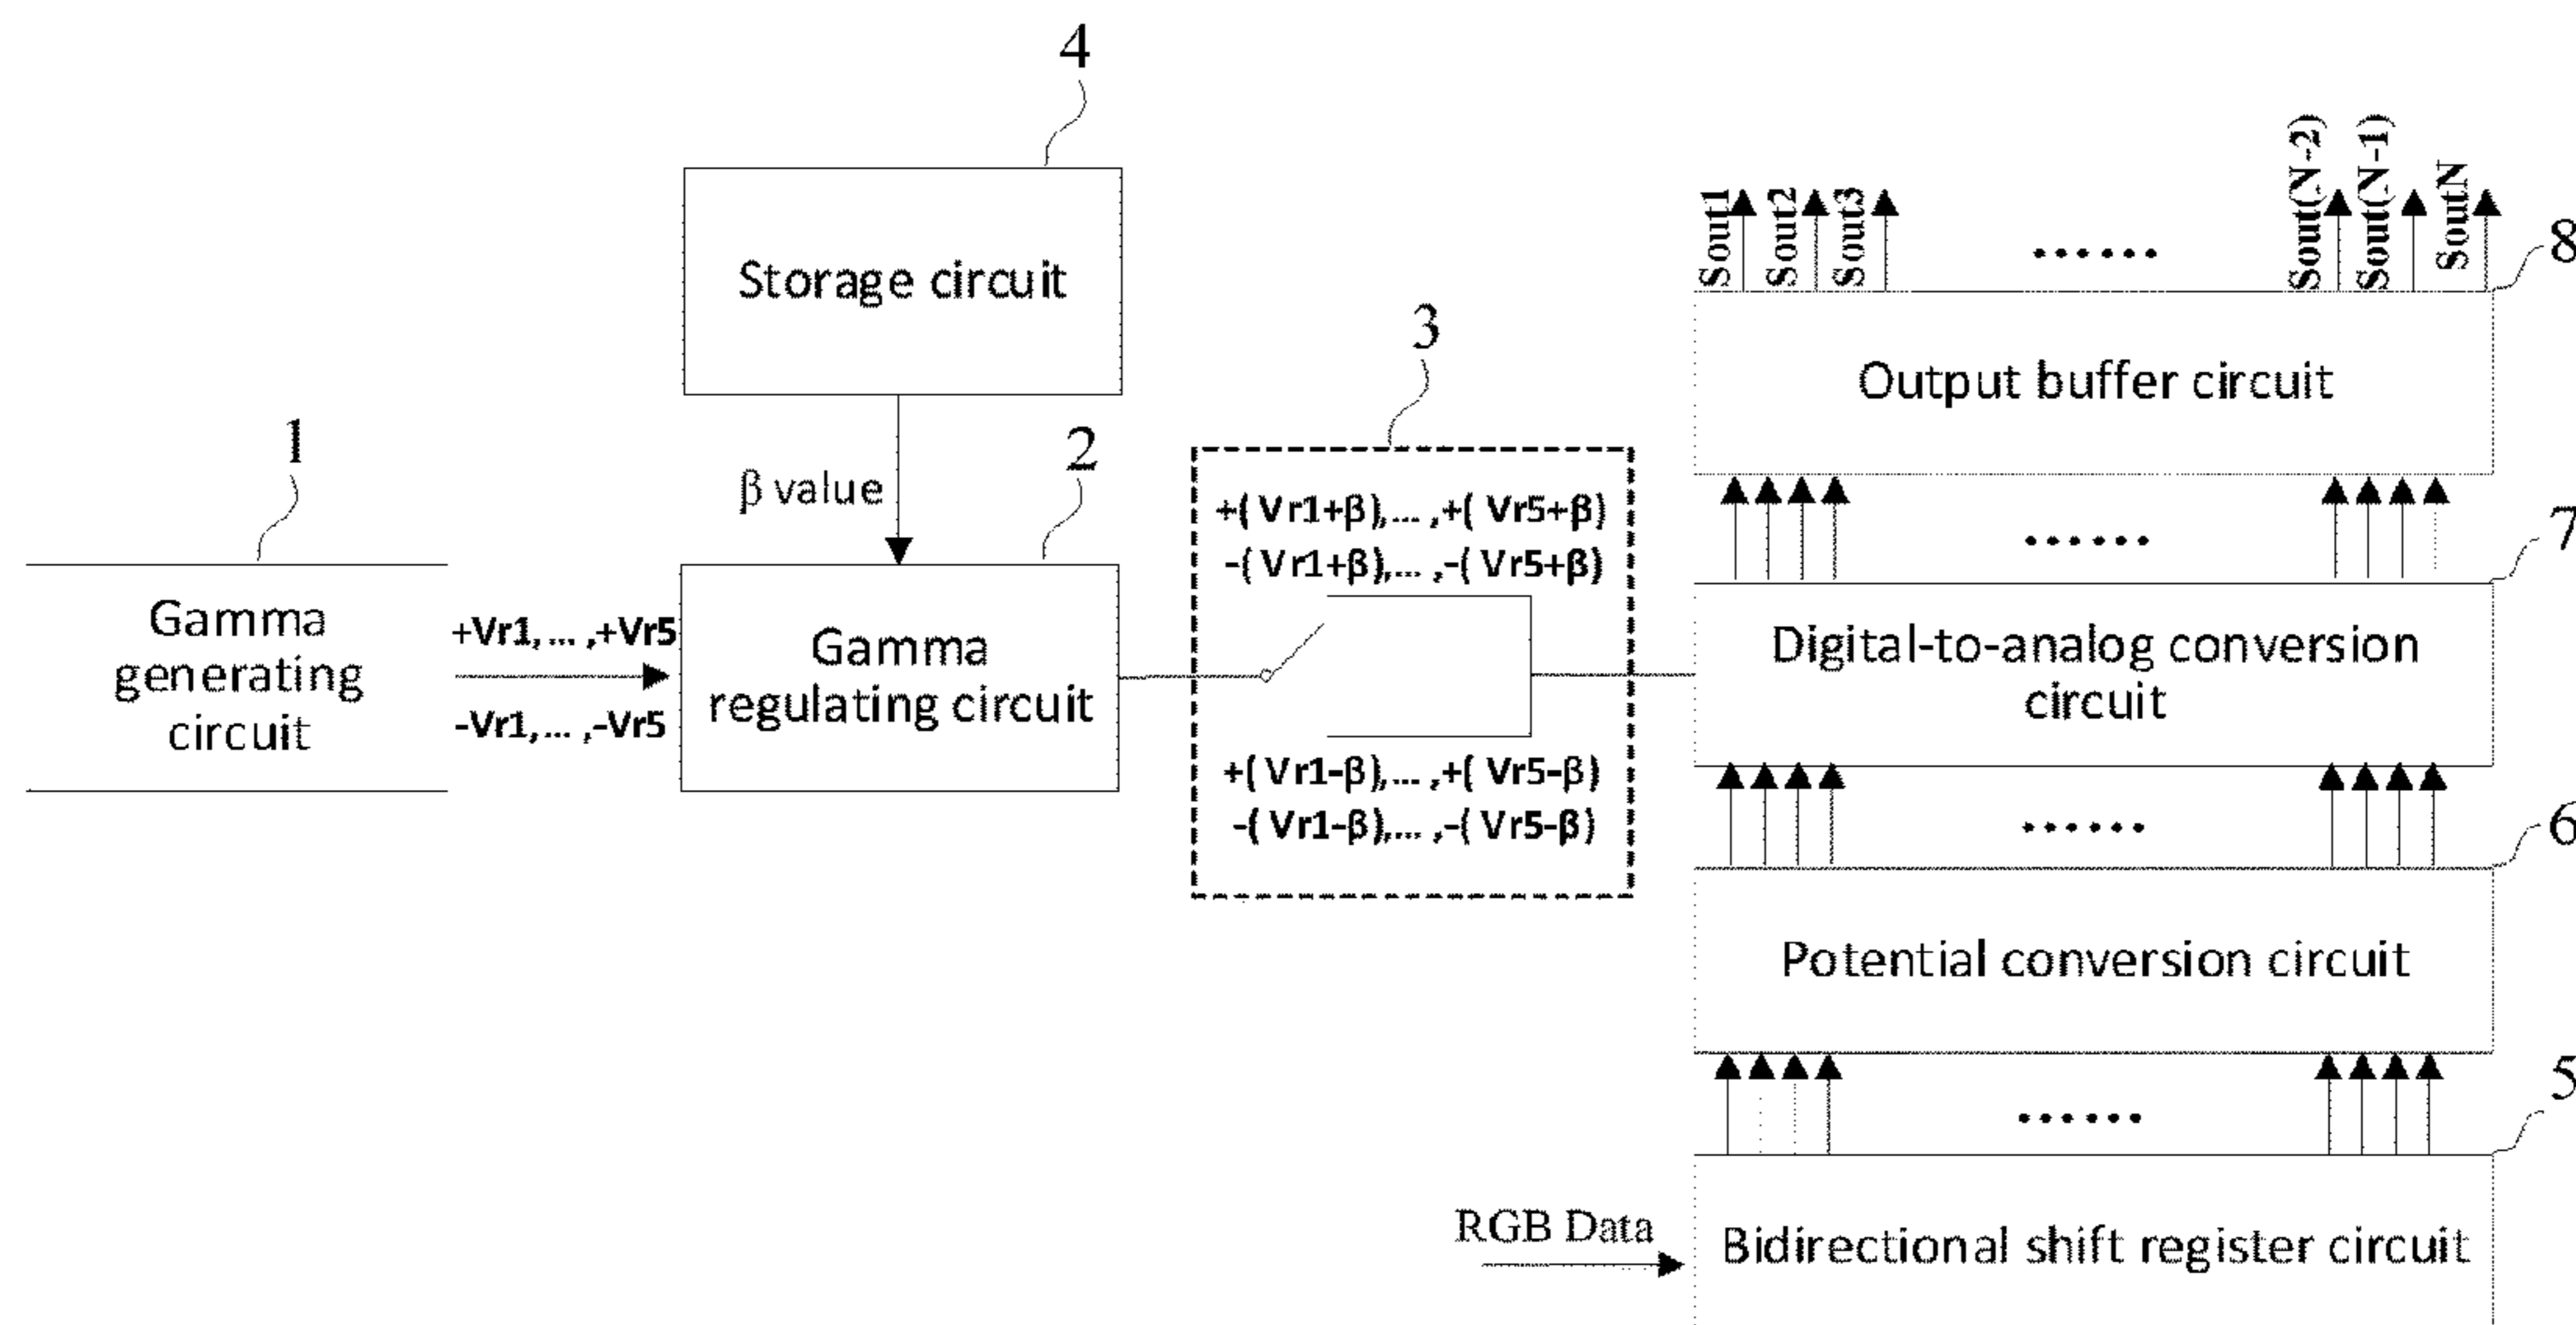 4
Storage circuit
β value
1
Gamma
generating
circuit
+Vr1,... ,+Vr5
-Vr1,... ,-Vr5
2
Gamma
regulating circuit
3
+( Vr1+β),... ,+( Vr5+β)
-( Vr1+β),... ,-( Vr5+β)
+( Vr1-β),... ,+( Vr5-β)
-( Vr1-β),... ,-( Vr5-β)
Sout1
Sout2
Sout3
......
Sout(N-2)
Sout(N-1)
SoutN
8
Output buffer circuit
......
7
Digital-to-analog conversion
circuit
......
6
Potential conversion circuit
......
5
RGB Data
Bidirectional shift register circuit